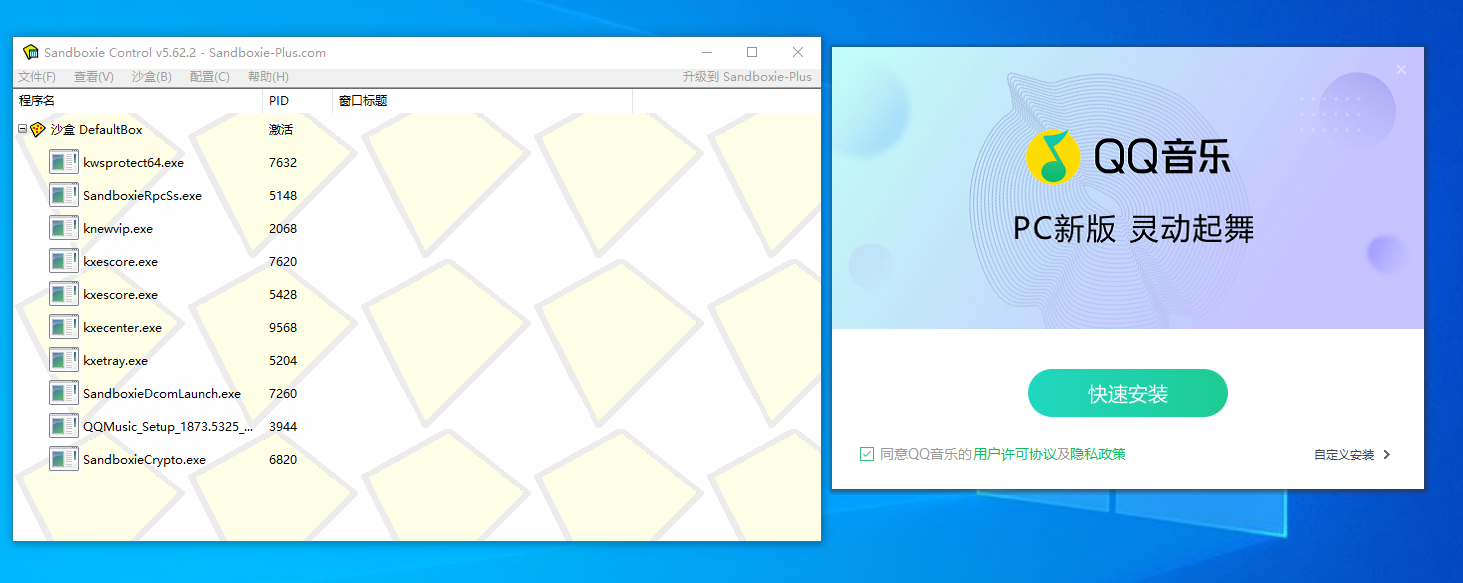 Sandboxie Control v5.62.2 - Sandboxie-Plus.com
文件(F) 查看(V) 沙盒(B) 配置(C) 帮助(H) 升级到 Sandboxie-Plus
程序名 PID 窗口标题
沙盒 DefaultBox 激活
kwsprotect64.exe 7632
SandboxieRpcSs.exe 5148
knewvip.exe 2068
kxescore.exe 7620
kxescore.exe 5428
kxecenter.exe 9568
kxetray.exe 5204
SandboxieDcomLaunch.exe 7260
QQMusic_Setup_1873.5325_... 3944
SandboxieCrypto.exe 6820
QQ音乐
PC新版 灵动起舞
快速安装
同意QQ音乐的用户许可协议及隐私政策
自定义安装